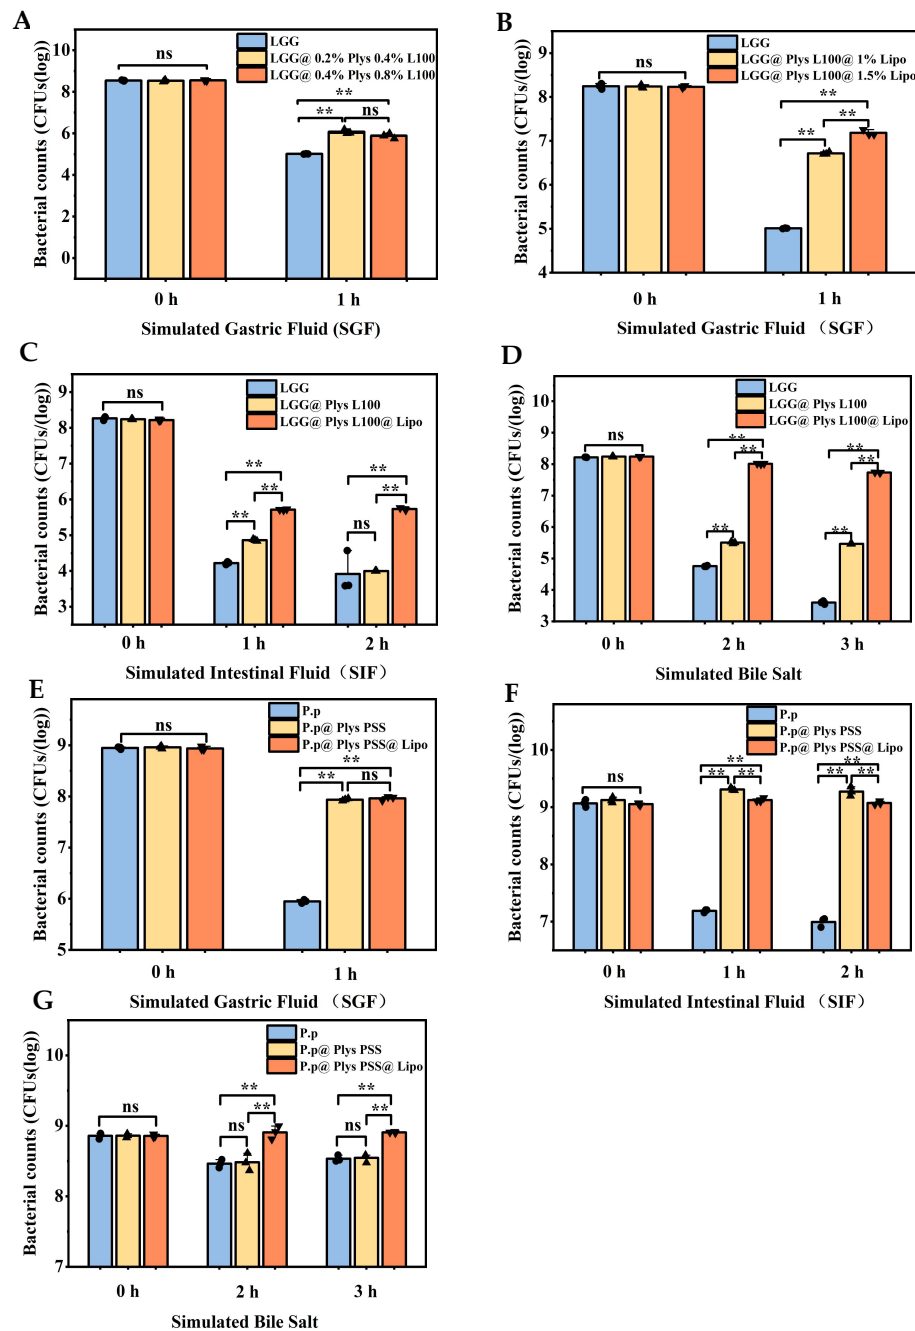 A
LGG
LGG@ 0.2% Plys 0.4% L100
LGG@ 0.4% Plys 0.8% L100
ns
**
**
ns
Bacterial counts (CFUs(log))
10
8
6
4
2
0
0 h
1 h
Simulated Gastric Fluid (SGF)
B
LGG
LGG@ Plys L100@ 1% Lipo
LGG@ Plys L100@ 1.5% Lipo
ns
**
**
**
Bacterial counts (CFUs/(log))
9
8
7
6
5
4
0 h
1 h
Simulated Gastric Fluid （SGF）
C
LGG
LGG@ Plys L100
LGG@ Plys L100@ Lipo
ns
**
**
**
**
**
ns
Bacterial counts (CFUs/(log))
9
8
7
6
5
4
3
0 h
1 h
2 h
Simulated Intestinal Fluid（SIF）
D
LGG
LGG@ Plys L100
LGG@ Plys L100@ Lipo
ns
**
**
**
**
**
**
Bacterial counts (CFUs/(log))
10
9
8
7
6
5
4
3
0 h
2 h
3 h
Simulated Bile Salt
E
P.p
P.p@ Plys PSS
P.p@ Plys PSS@ Lipo
ns
**
**
ns
Bacterial counts (CFUs/(log))
9
8
7
6
5
0 h
1 h
Simulated Gastric Fluid （SGF）
F
P.p
P.p@ Plys PSS
P.p@ Plys PSS@ Lipo
ns
**
**
**
**
**
**
Bacterial counts (CFUs/(log))
10
9
8
7
0 h
1 h
2 h
Simulated Intestinal Fluid （SIF）
G
P.p
P.p@ Plys PSS
P.p@ Plys PSS@ Lipo
ns
**
**
ns
**
**
ns
Bacterial counts (CFUs(log))
10
9
8
7
0 h
2 h
3 h
Simulated Bile Salt